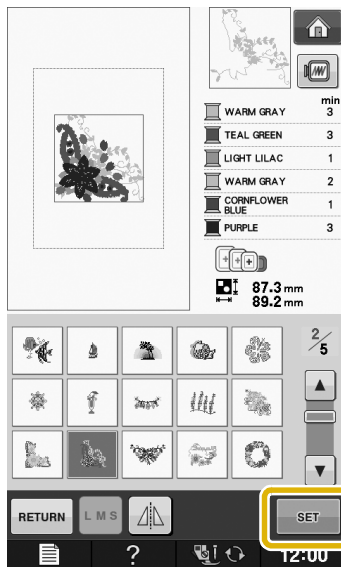 min
WARM GRAY 3
TEAL GREEN 3
LIGHT LILAC 1
WARM GRAY 2
CORNFLOWER
BLUE 1
PURPLE 3
87.3 mm
89.2 mm
2/5
RETURN
L M S
SET
?
12:00